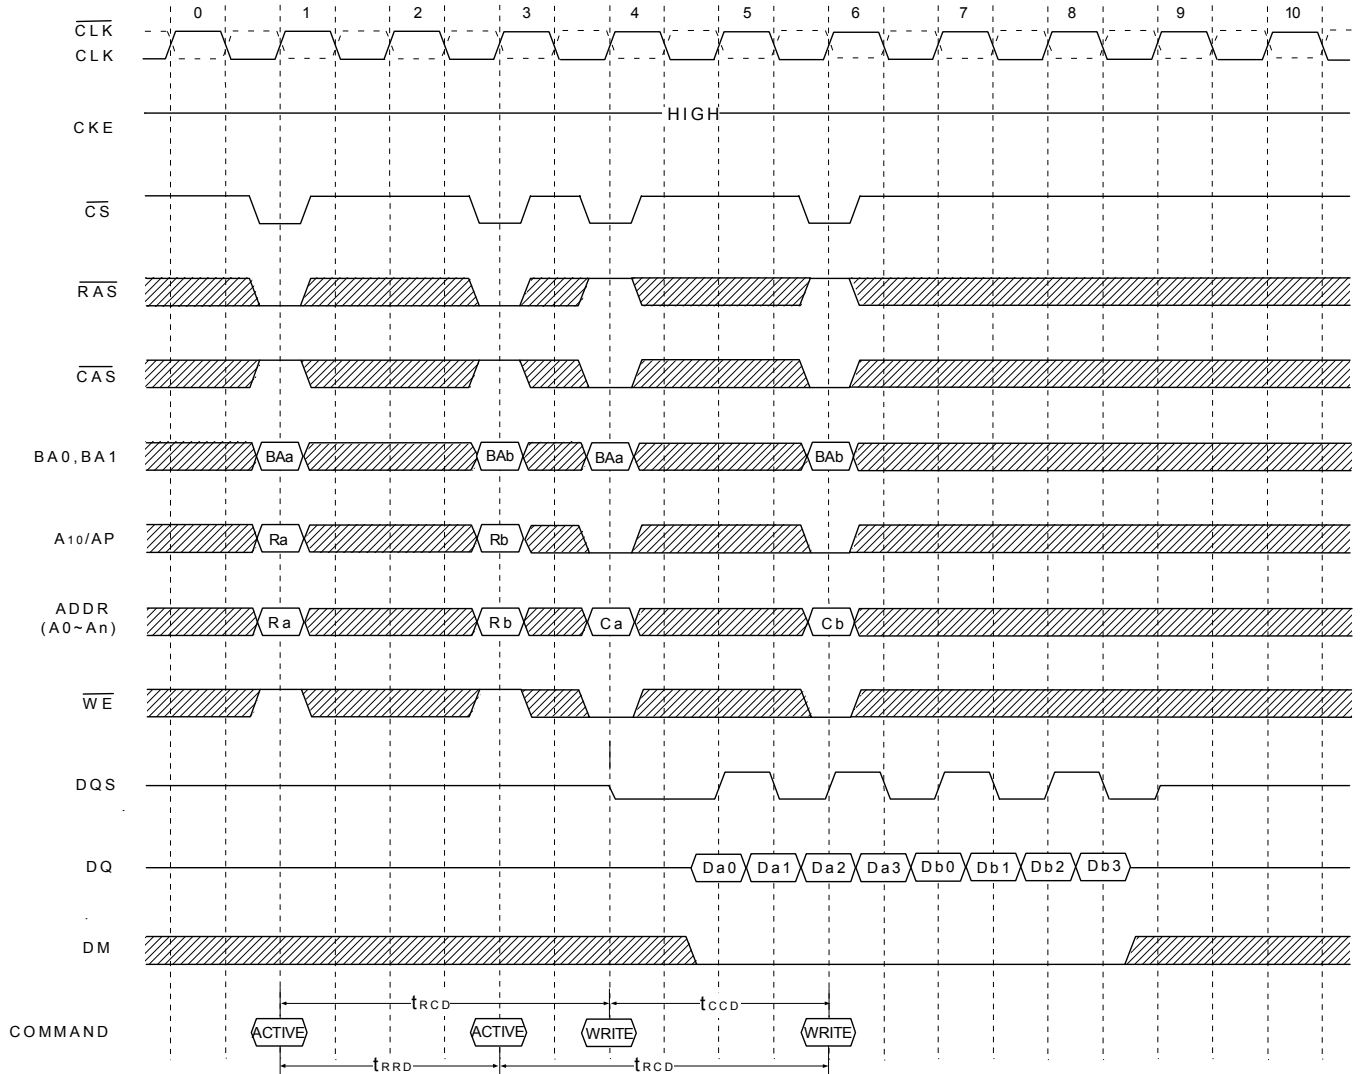 0 1 2 3 4 5 6 7 8 9 10
CLK
CLK
HIGH
CKE
CS
RAS
CAS
BA0,BA1 BAa BAb BAa BAb
A10/AP Ra Rb
ADDR
(A0~An) Ra Rb Ca Cb
WE
DQS
DQ Da0 Da1 Da2 Da3 Db0 Db1 Db2 Db3
DM
tRCD tCCD
COMMAND ACTIVE ACTIVE WRITE WRITE
tRRD tRCD